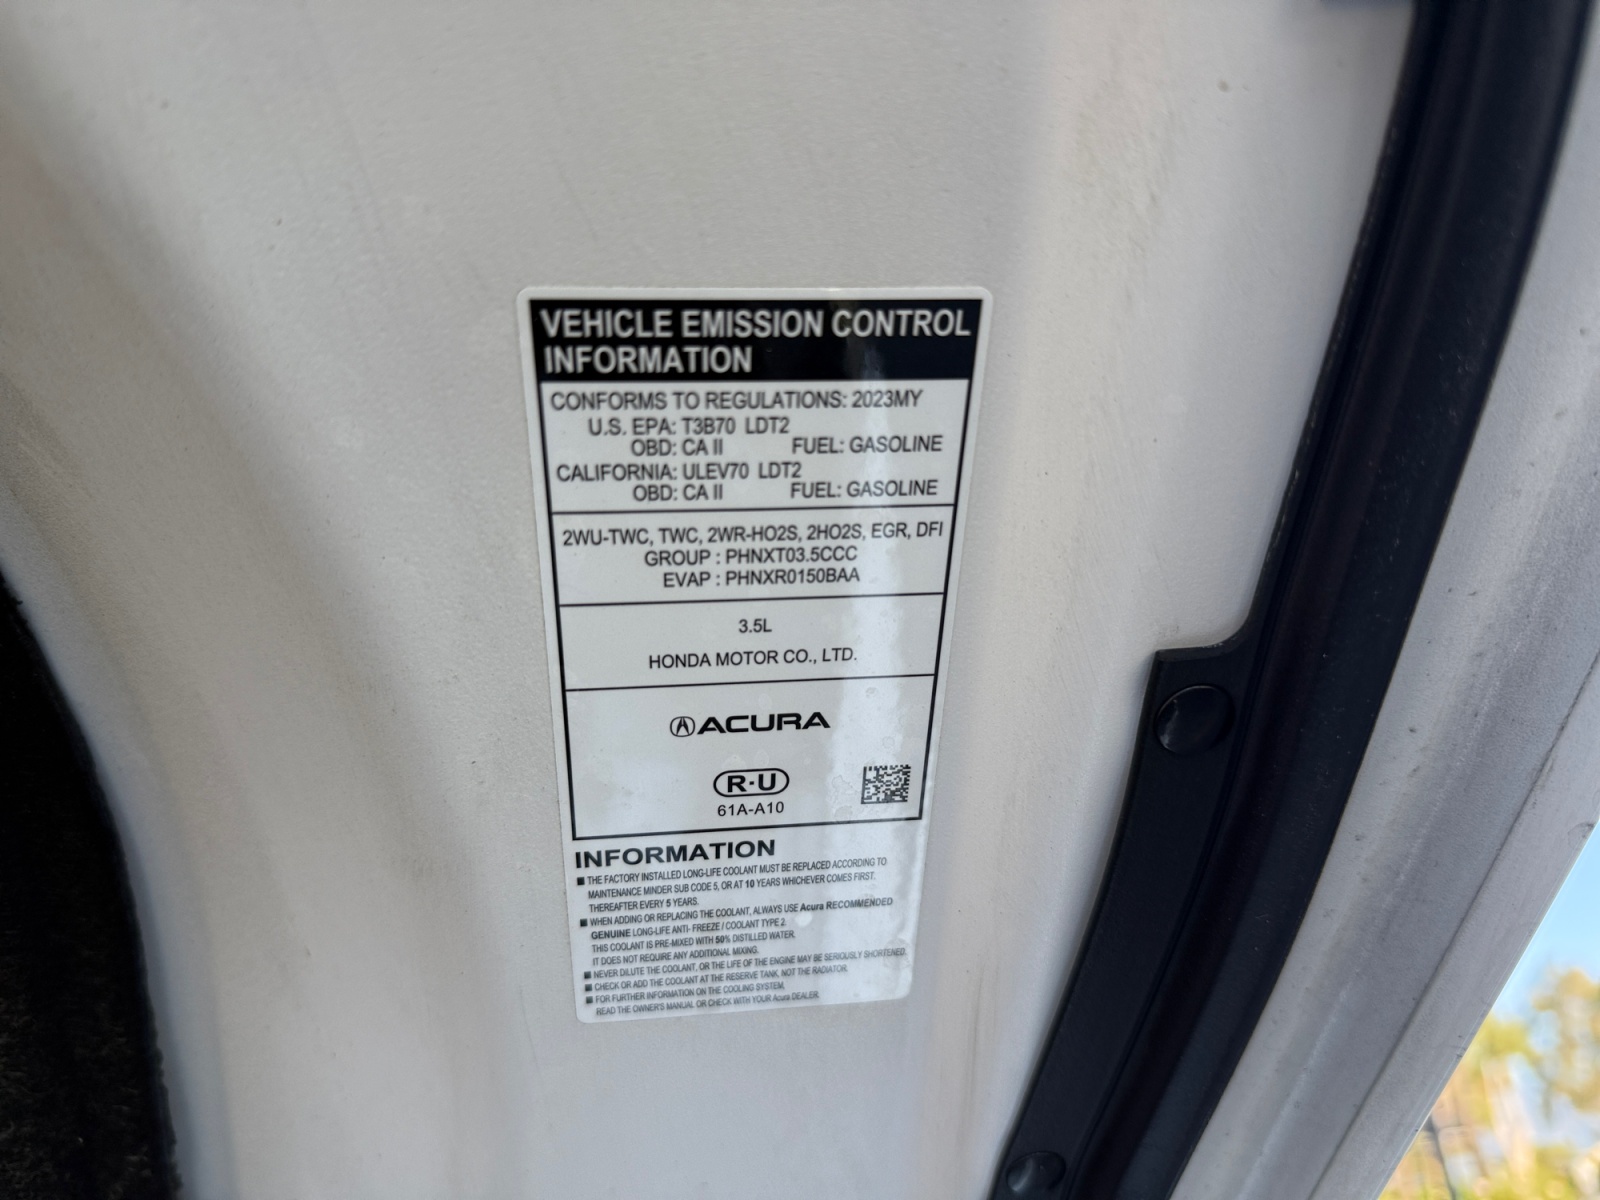 VEHICLE EMISSION CONTROL
INFORMATION
CONFORMS TO REGULATIONS: 2023MY
U.S. EPA: T3B70 LDT2
OBD: CA II FUEL: GASOLINE
CALIFORNIA: ULEV70 LDT2
OBD: CA II FUEL: GASOLINE
2WU-TWC, TWC, 2WR-HO2S, 2HO2S, EGR, DFI
GROUP : PHNXT03.5CCC
EVAP : PHNXR0150BAA
3.5L
HONDA MOTOR CO., LTD.
ACURA
R·U
61A-A10
INFORMATION
■ THE FACTORY INSTALLED LONG-LIFE COOLANT MUST BE REPLACED ACCORDING TO
MAINTENANCE MINDER SUB CODE 5, OR AT 10 YEARS WHICHEVER COMES FIRST.
THEREAFTER EVERY 5 YEARS.
■ WHEN ADDING OR REPLACING THE COOLANT, ALWAYS USE Acura RECOMMENDED
GENUINE LONG-LIFE ANTI- FREEZE / COOLANT TYPE 2.
THIS COOLANT IS PRE-MIXED WITH 50% DISTILLED WATER.
IT DOES NOT REQUIRE ANY ADDITIONAL MIXING.
■ NEVER DILUTE THE COOLANT, OR THE LIFE OF THE ENGINE MAY BE SERIOUSLY SHORTENED.
■ CHECK OR ADD THE COOLANT AT THE RESERVE TANK, NOT THE RADIATOR.
■ FOR FURTHER INFORMATION ON THE COOLING SYSTEM,
READ THE OWNER'S MANUAL OR CHECK WITH YOUR Acura DEALER.